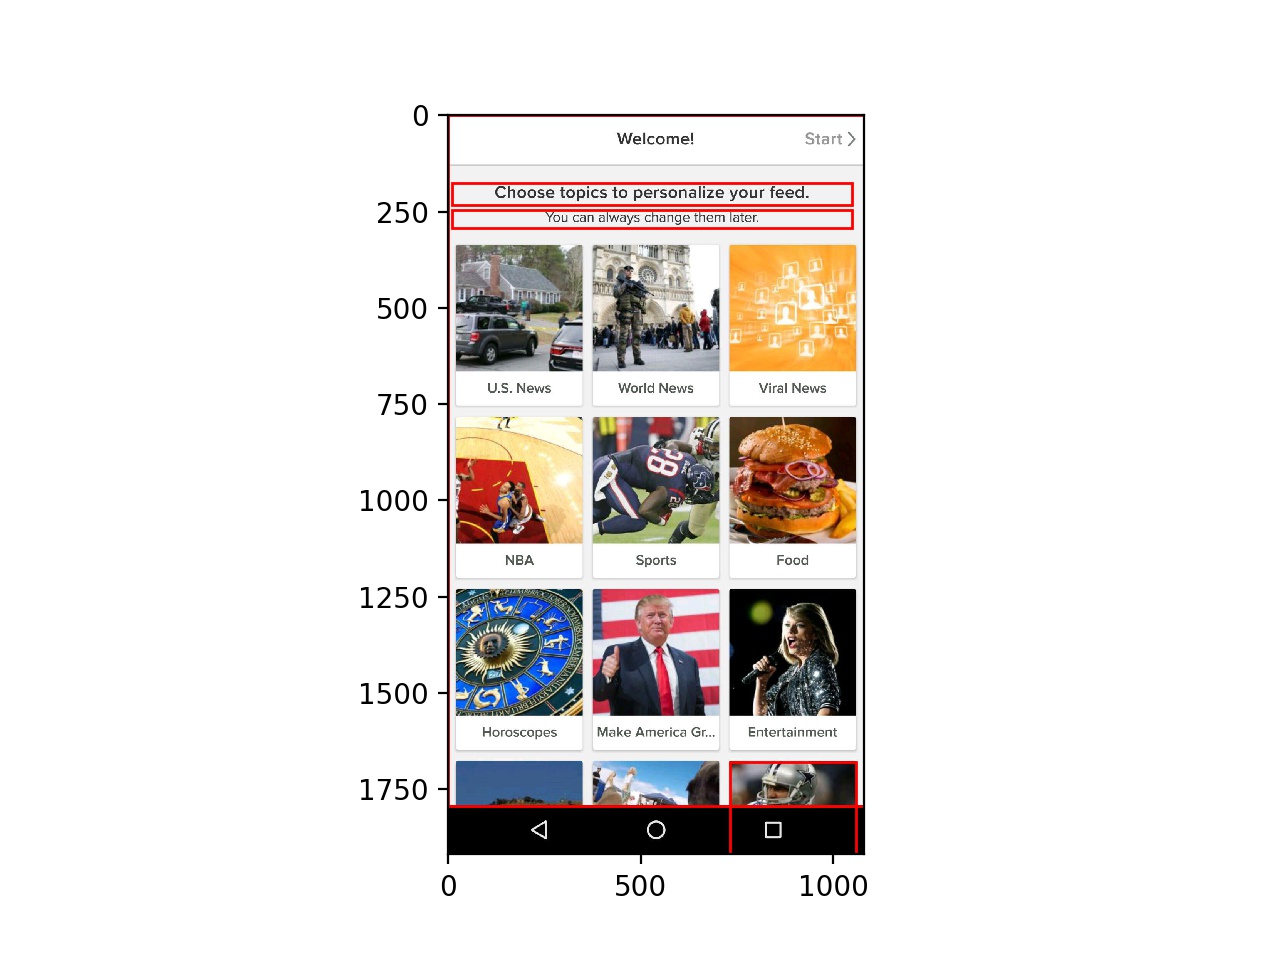 0
250
500
750
1000
1250
1500
1750
0 500 1000
Welcome!
Start
Choose topics to personalize your feed.
You can always change them later.
U.S. News
World News
Viral News
NBA
Sports
Food
Horoscopes
Make America Gr...
Entertainment
28